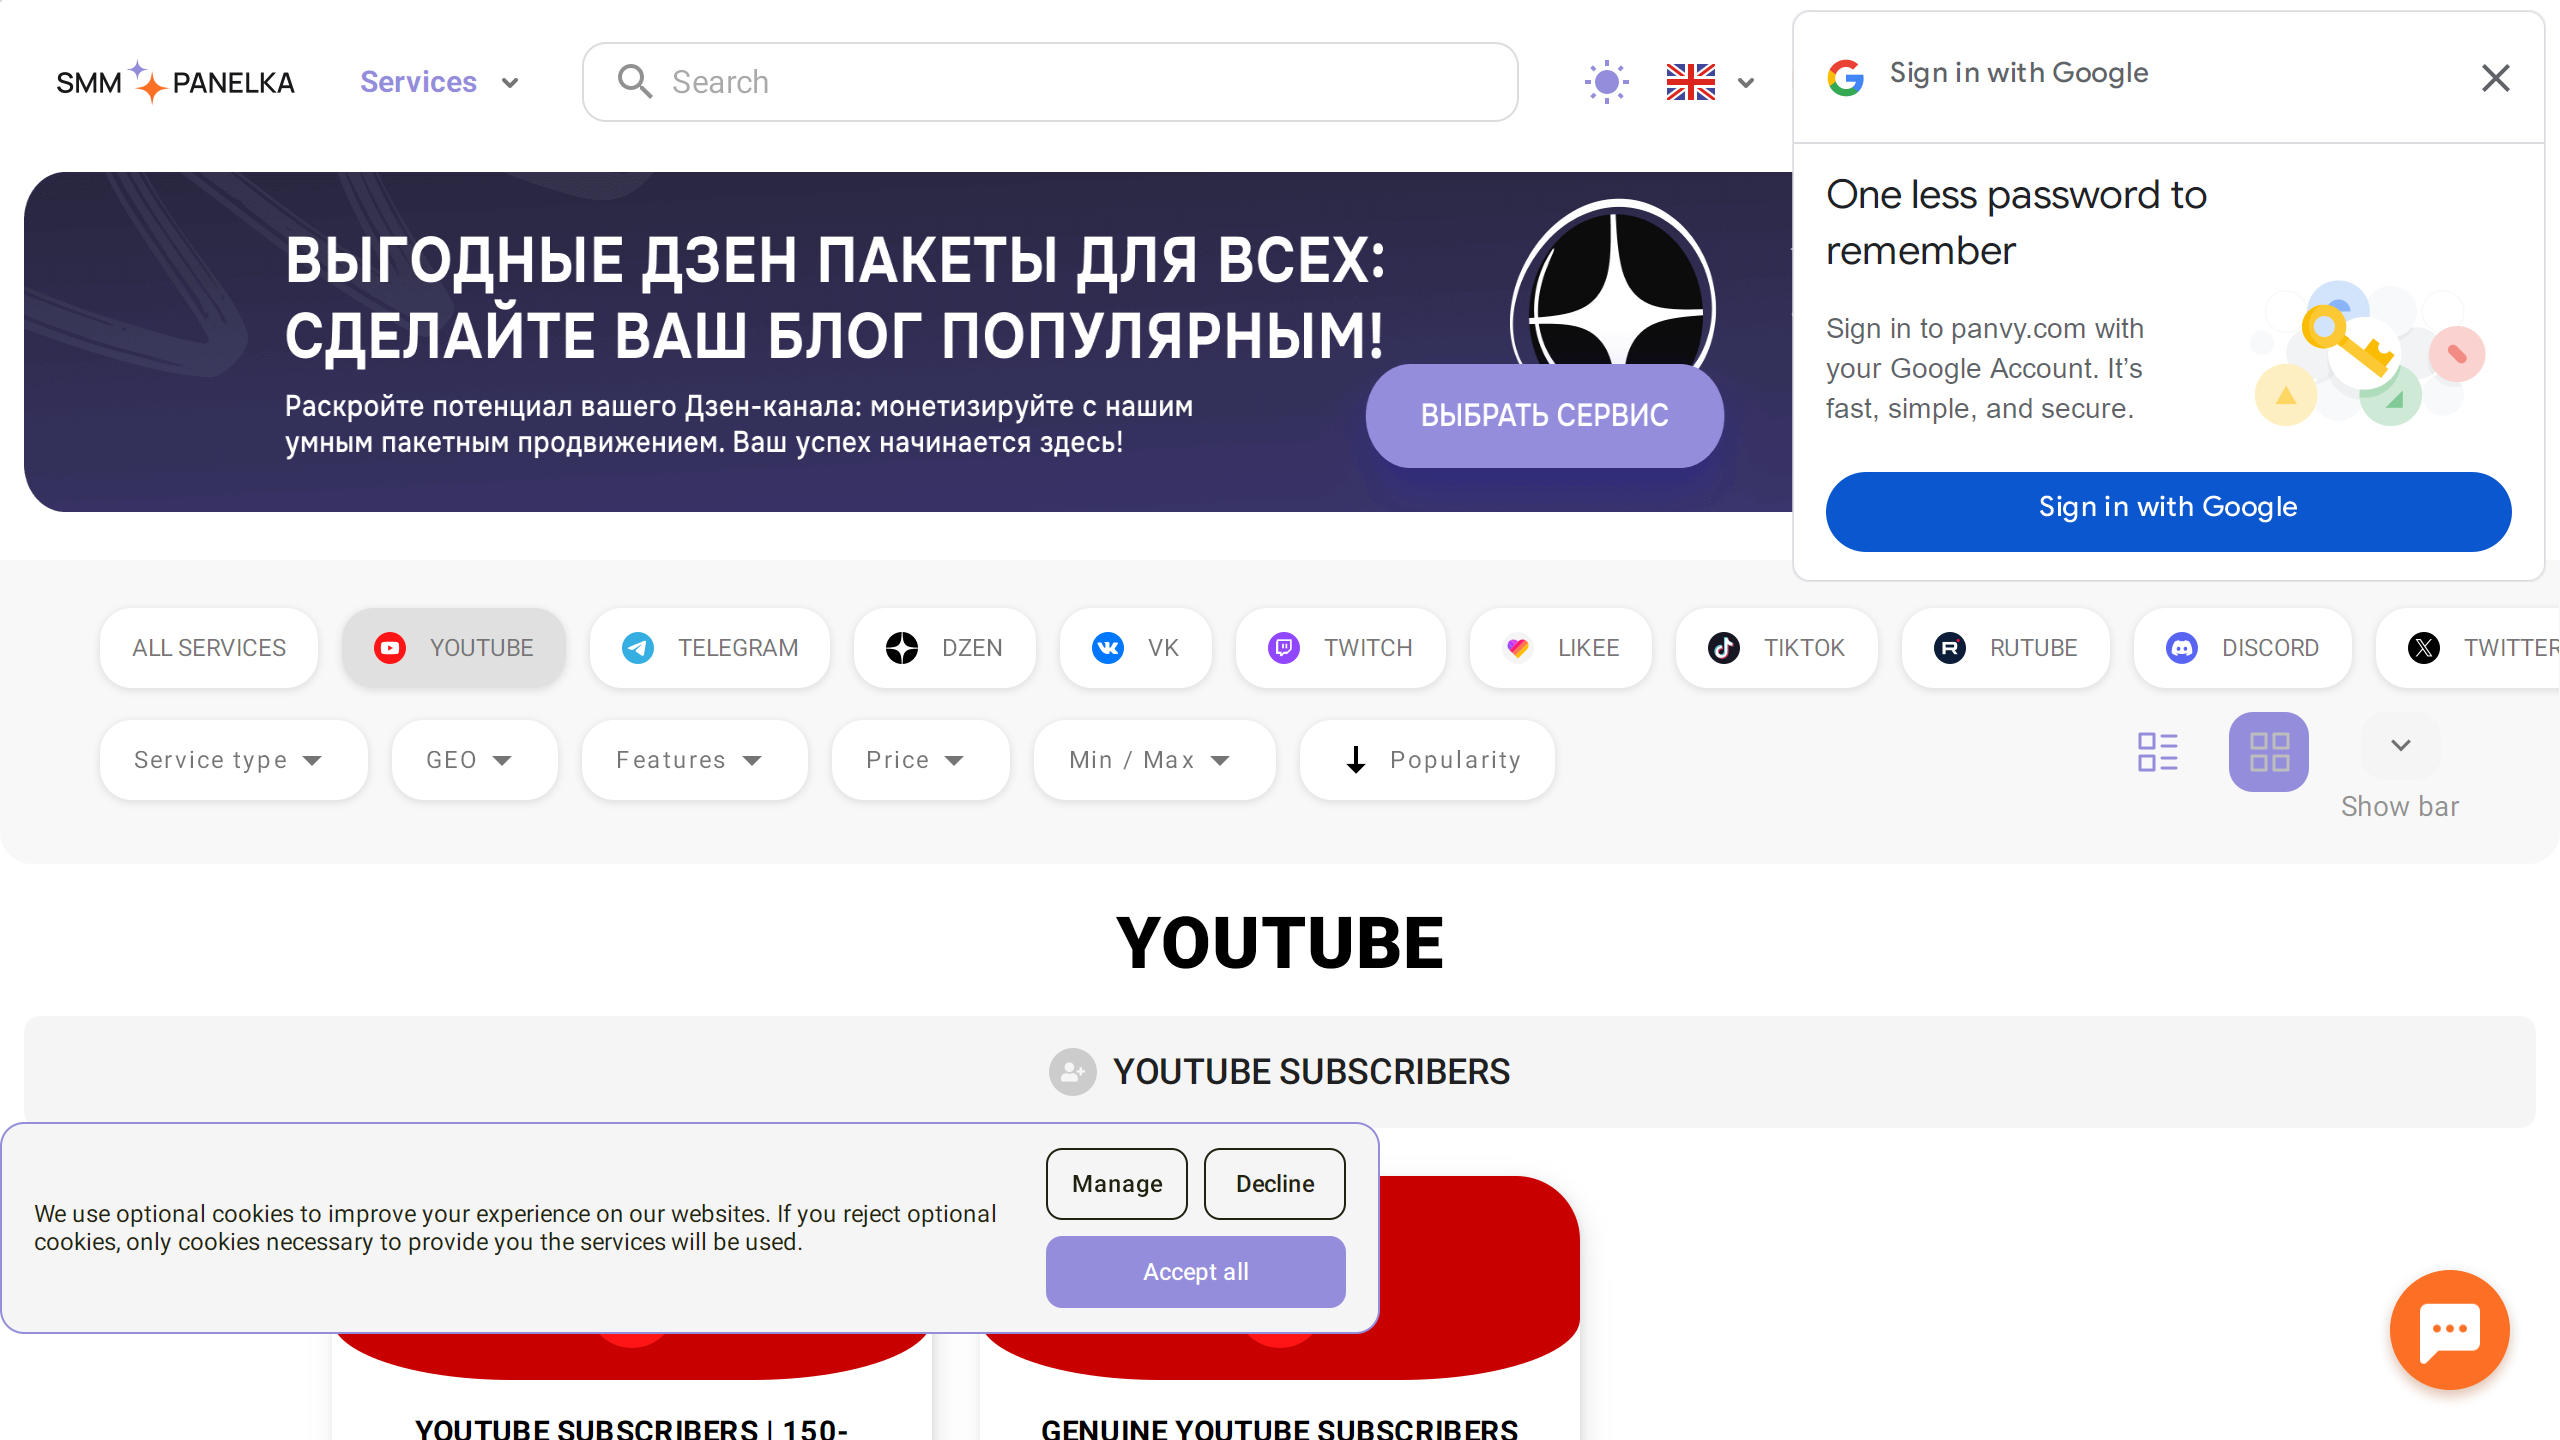 SMM PANELKA
Services
Search
Sign in with Google
One less password to
remember
Sign in to panvy.com with
your Google Account. It's
fast, simple, and secure.
Sign in with Google
ВЫГОДНЫЕ ДЗЕН ПАКЕТЫ ДЛЯ ВСЕХ:
СДЕЛАЙТЕ ВАШ БЛОГ ПОПУЛЯРНЫМ!
Раскройте потенциал вашего Дзен-канала: монетизируйте с нашим
умным пакетным продвижением. Ваш успех начинается здесь!
ВЫБРАТЬ СЕРВИС
ALL SERVICES
YOUTUBE
TELEGRAM
DZEN
VK
TWITCH
LIKEE
TIKTOK
RUTUBE
DISCORD
TWITTER
Service type
GEO
Features
Price
Min / Max
Popularity
Show bar
YOUTUBE
YOUTUBE SUBSCRIBERS
We use optional cookies to improve your experience on our websites. If you reject optional
cookies, only cookies necessary to provide you the services will be used.
Manage
Decline
Accept all
YOUTUBE SUBSCRIBERS | 150-
GENUINE YOUTUBE SUBSCRIBERS